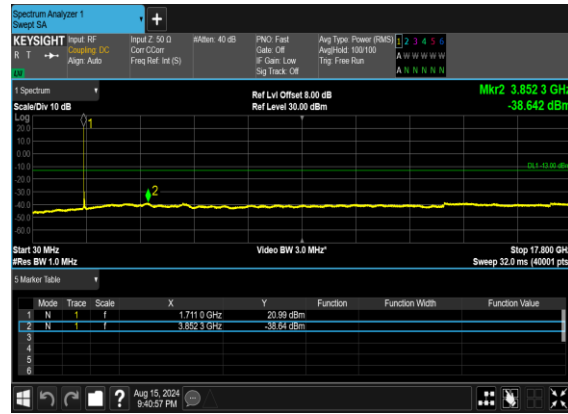 Spectrum Analyzer 1
Swept SA
+
KEYSIGHT Input: RF Input Z: 50 Ω #Atten: 40 dB PNO: Fast Avg Type: Power (RMS) 1 2 3 4 5 6
R T Coupling: DC Corr CCorr Gate: Off Avg|Hold: 100/100 A W W W W W
Align: Auto Freq Ref: Int (S) IF Gain: Low Trig: Free Run
Sig Track: Off A N N N N N
1 Spectrum Ref Lvl Offset 8.00 dB Mkr2 3.852 3 GHz
Scale/Div 10 dB Ref Level 30.00 dBm -38.642 dBm
Log
1
20.0
10.0
0.00
-10.0 DL1 -13.00 dBm
-20.0
-30.0 2
-40.0
-50.0
-60.0
Start 30 MHz Video BW 3.0 MHz* Stop 17.800 GHz
#Res BW 1.0 MHz Sweep 32.0 ms (40001 pts)
5 Marker Table
Mode Trace Scale X Y Function Function Width Function Value
1 N 1 f 1.711 0 GHz 20.99 dBm
2 N 1 f 3.852 3 GHz -38.64 dBm
3
4
5
6
? Aug 15, 2024
9:40:57 PM